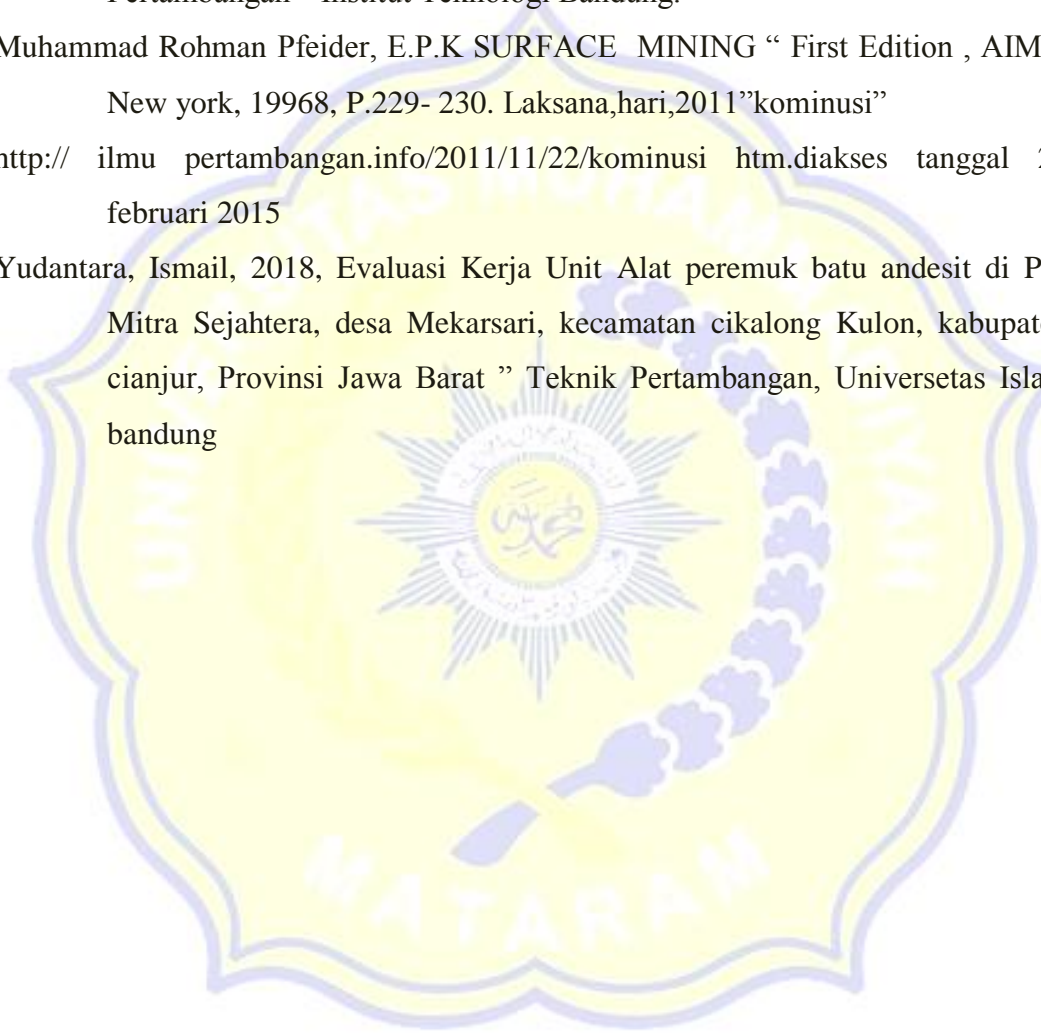 Pertambangan " Institut Teknologi Bandung.
Muhammad Rohman Pfeider, E.P.K SURFACE MINING “ First Edition , AIM
New york, 19968, P.229- 230. Laksana,hari,2011”kominusi”
http:// ilmu pertambangan.info/2011/11/22/kominusi htm.diakses tanggal 2
februari 2015
Yudantara, Ismail, 2018, Evaluasi Kerja Unit Alat peremuk batu andesit di P
Mitra Sejahtera, desa Mekarsari, kecamatan cikalong Kulon, kabupat
cianjur, Provinsi Jawa Barat ” Teknik Pertambangan, Universetas Isla
bandung
UNIVERSITAS MUHAMMADIYAH
MATARAM